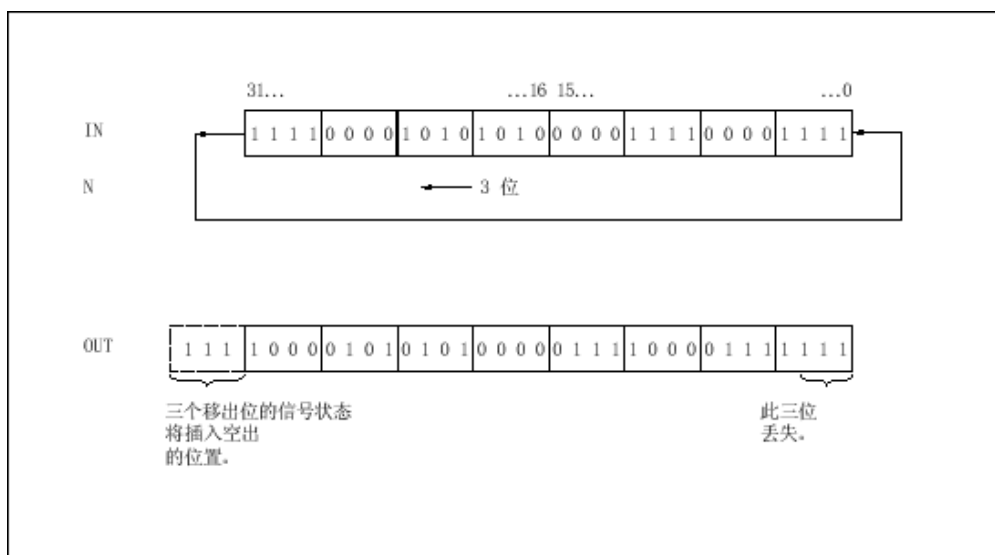 31... ...16 15... ...0
IN 1 1 1 1 0 0 0 0 1 0 1 0 1 0 1 0 0 0 0 0 1 1 1 1 0 0 0 0 1 1 1 1
N 3 位
OUT 1 1 1 1 0 0 0 0 1 0 1 0 1 0 1 0 0 0 0 0 1 1 1 1 0 0 0 0 1 1 1 1 1 1 1
三个移出位的信号状态
将插入空出
的位置。
此三位
丢失。